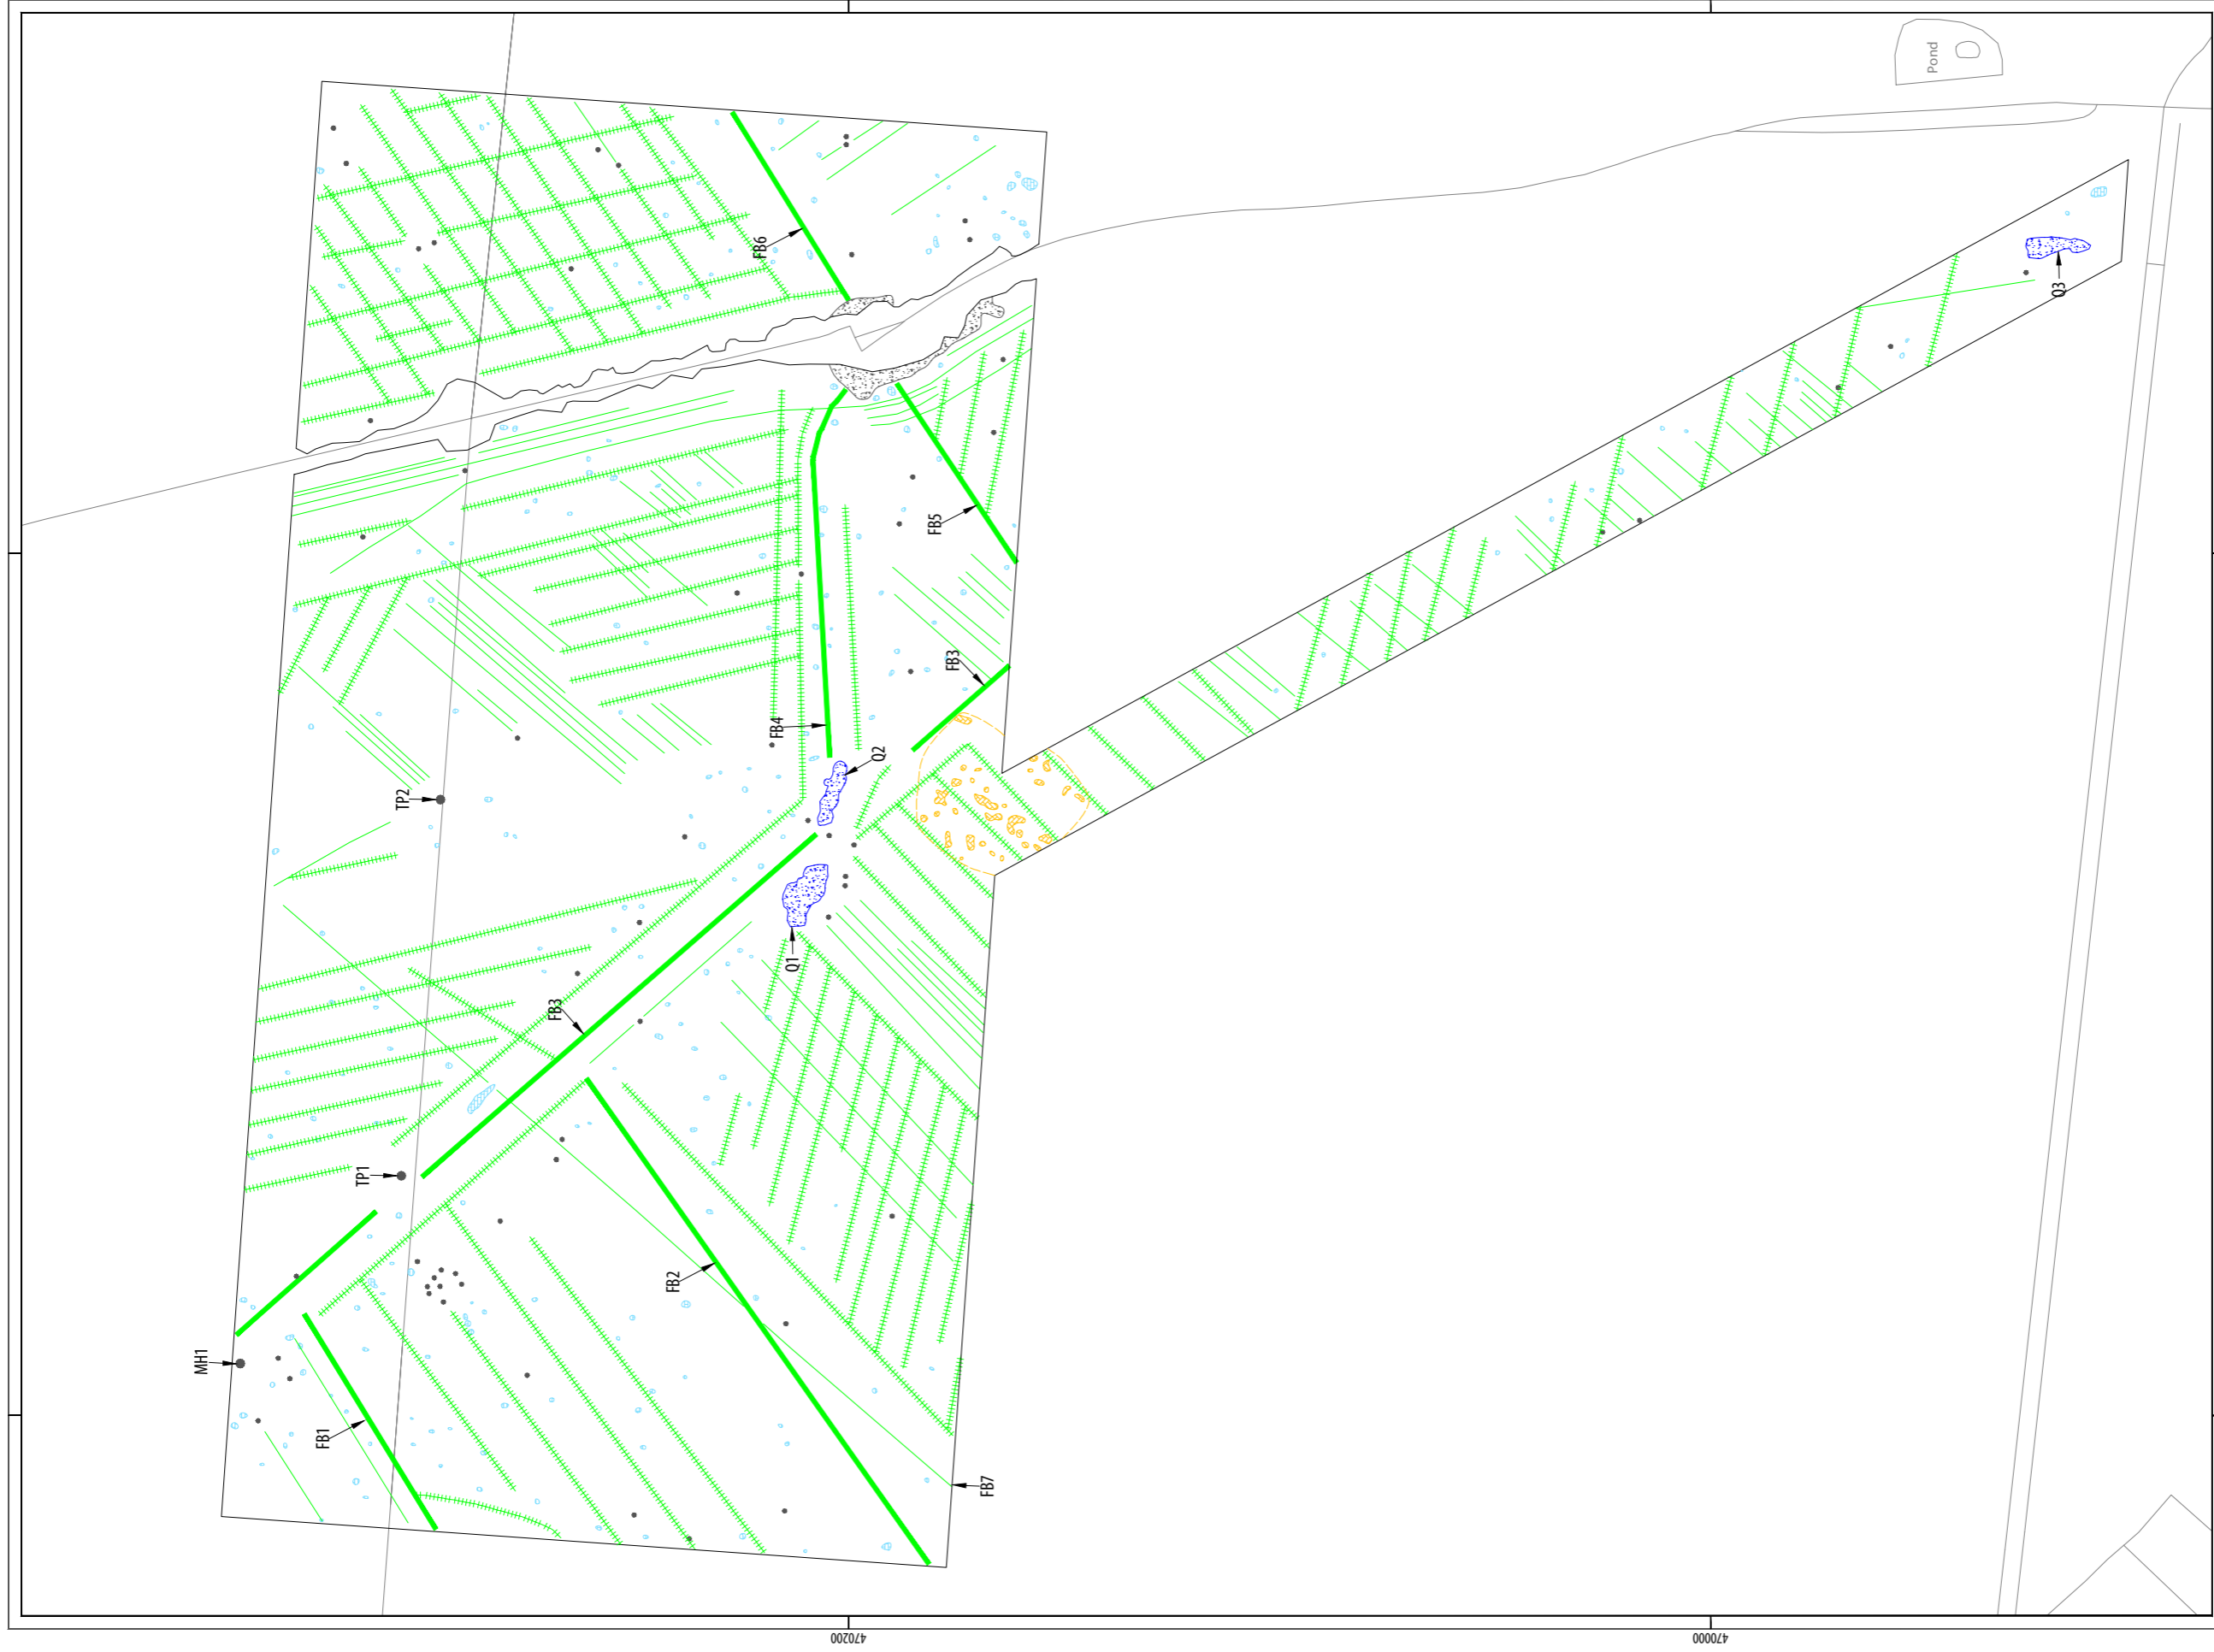 Pond
FB6
Q3
FB5
FB3
FB4
Q2
TP2
Q1
FB3
TP1
FB2
MH1
FB1
FB7
470200
470000